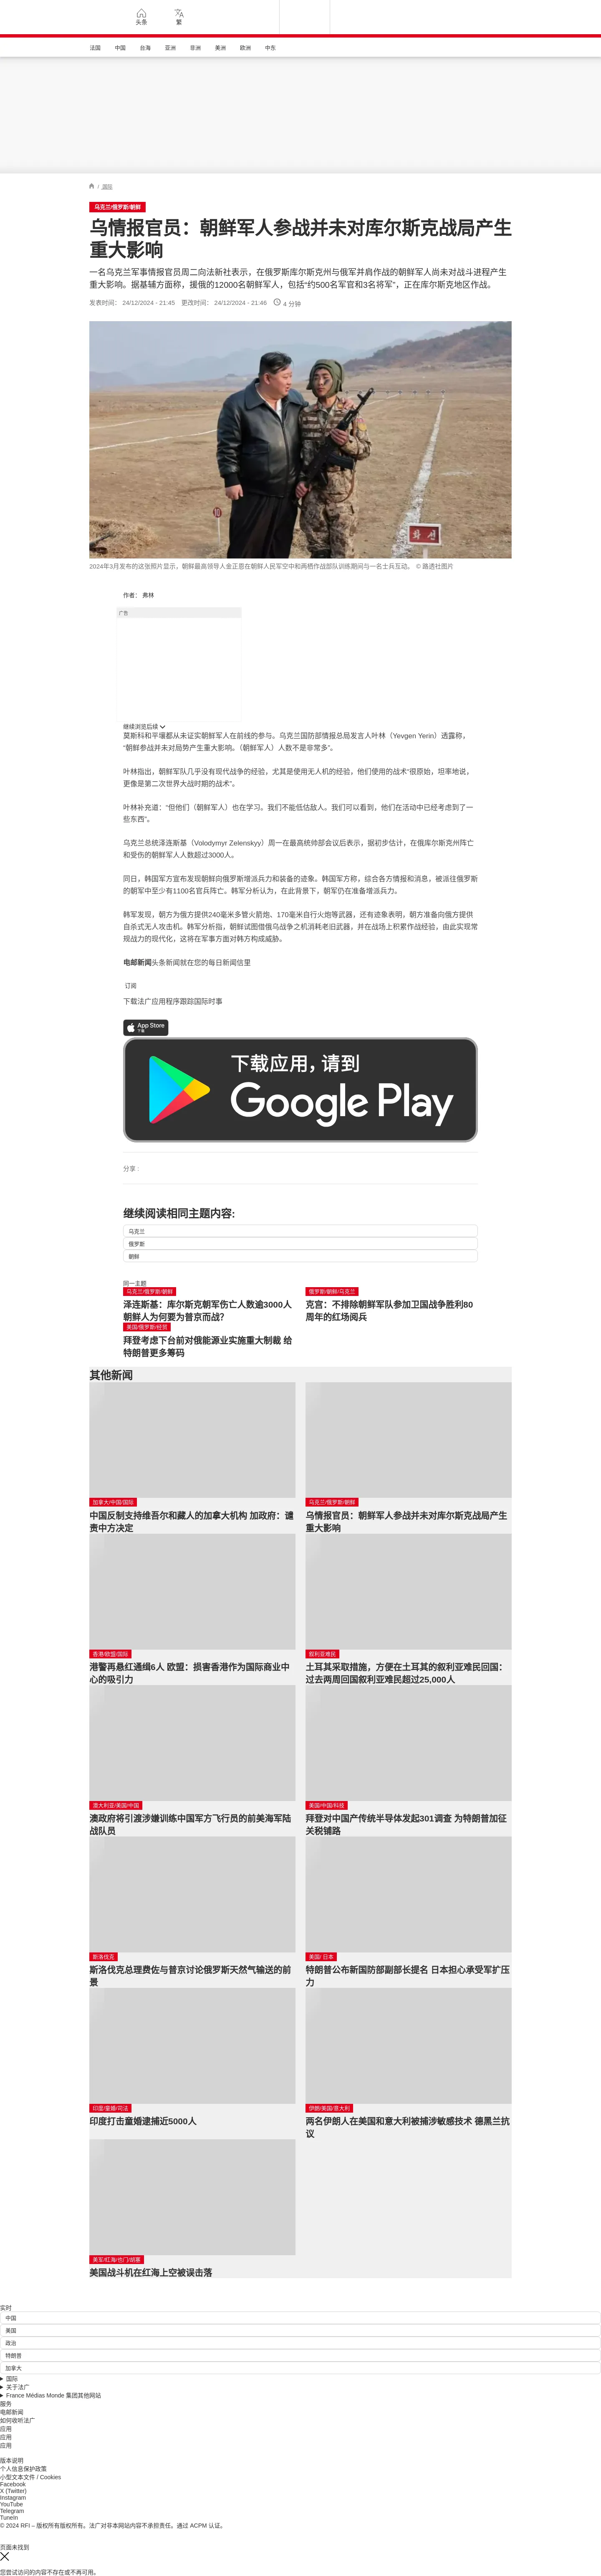 头条
繁
法国 中国 台海 亚洲 非洲 美洲 欧洲 中东
/ 国际
乌克兰/俄罗斯/朝鲜
乌情报官员：朝鲜军人参战并未对库尔斯克战局产生
重大影响
一名乌克兰军事情报官员周二向法新社表示，在俄罗斯库尔斯克州与俄军并肩作战的朝鲜军人尚未对战斗进程产生
重大影响。据基辅方面称，援俄的12000名朝鲜军人，包括“约500名军官和3名将军”，正在库尔斯克地区作战。
发表时间： 24/12/2024 - 21:45 更改时间： 24/12/2024 - 21:46 4 分钟
화선
2024年3月发布的这张照片显示，朝鲜最高领导人金正恩在朝鲜人民军空中和两栖作战部队训练期间与一名士兵互动。 © 路透社图片
作者： 弗林
广告
继续浏览后续
莫斯科和平壤都从未证实朝鲜军人在前线的参与。乌克兰国防部情报总局发言人叶林（Yevgen Yerin）透露称，
“朝鲜参战并未对局势产生重大影响。（朝鲜军人）人数不是非常多”。
叶林指出，朝鲜军队几乎没有现代战争的经验，尤其是使用无人机的经验，他们使用的战术“很原始，坦率地说，
更像是第二次世界大战时期的战术”。
叶林补充道：“但他们（朝鲜军人）也在学习。我们不能低估敌人。我们可以看到，他们在活动中已经考虑到了一
些东西”。
乌克兰总统泽连斯基（Volodymyr Zelenskyy）周一在最高统帅部会议后表示，据初步估计，在俄库尔斯克州阵亡
和受伤的朝鲜军人人数超过3000人。
同日，韩国军方宣布发现朝鲜向俄罗斯增派兵力和装备的迹象。韩国军方称，综合各方情报和消息，被派往俄罗斯
的朝军中至少有1100名官兵阵亡。韩军分析认为，在此背景下，朝军仍在准备增派兵力。
韩军发现，朝方为俄方提供240毫米多管火箭炮、170毫米自行火炮等武器，还有迹象表明，朝方准备向俄方提供
自杀式无人攻击机。韩军分析指，朝鲜试图借俄乌战争之机消耗老旧武器，并在战场上积累作战经验，由此实现常
规战力的现代化，这将在军事方面对韩方构成威胁。
电邮新闻头条新闻就在您的每日新闻信里
订阅
下载法广应用程序跟踪国际时事
App Store
下载
下载应用，请到
Google Play
分享 :
继续阅读相同主题内容:
乌克兰
俄罗斯
朝鲜
同一主题
乌克兰/俄罗斯/朝鲜
泽连斯基：库尔斯克朝军伤亡人数逾3000人
朝鲜人为何要为普京而战?
俄罗斯/朝鲜/乌克兰
克宫：不排除朝鲜军队参加卫国战争胜利80
周年的红场阅兵
美国/俄罗斯/经贸
拜登考虑下台前对俄能源业实施重大制裁 给
特朗普更多筹码
其他新闻
加拿大/中国/国际
中国反制支持维吾尔和藏人的加拿大机构 加政府：谴
责中方决定
乌克兰/俄罗斯/朝鲜
乌情报官员：朝鲜军人参战并未对库尔斯克战局产生
重大影响
香港/欧盟/国际
港警再悬红通缉6人 欧盟：损害香港作为国际商业中
心的吸引力
叙利亚难民
土耳其采取措施，方便在土耳其的叙利亚难民回国：
过去两周回国叙利亚难民超过25,000人
澳大利亚/美国/中国
澳政府将引渡涉嫌训练中国军方飞行员的前美海军陆
战队员
美国/中国/科技
拜登对中国产传统半导体发起301调查 为特朗普加征
关税铺路
斯洛伐克
斯洛伐克总理费佐与普京讨论俄罗斯天然气输送的前
景
美国/ 日本
特朗普公布新国防部副部长提名 日本担心承受军扩压
力
印度/童婚/司法
印度打击童婚逮捕近5000人
伊朗/美国/意大利
两名伊朗人在美国和意大利被捕涉敏感技术 德黑兰抗
议
美军/红海/也门/胡塞
美国战斗机在红海上空被误击落
实时
中国
美国
政治
特朗普
加拿大
国际
关于法广
France Médias Monde 集团其他网站
服务
电邮新闻
如何收听法广
应用
应用
应用
版本说明
个人信息保护政策
小型文本文件 / Cookies
Facebook
X (Twitter)
Instagram
YouTube
Telegram
Tunein
© 2024 RFI – 版权所有版权所有。法广对非本网站内容不承担责任。通过 ACPM 认证。
页面未找到
您尝试访问的内容不存在或不再可用。